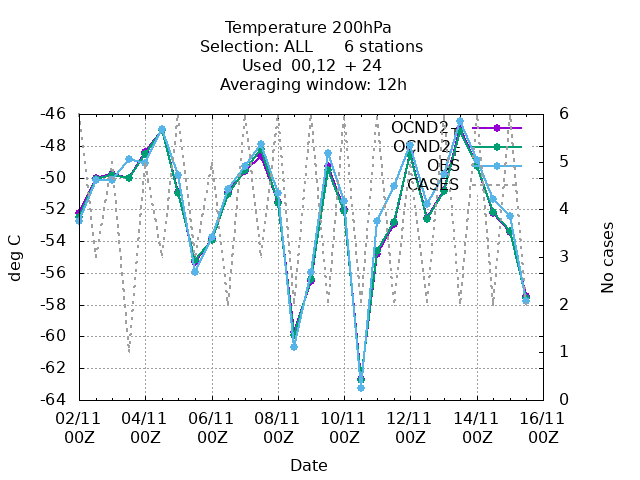 Temperature 200hPa
Selection: ALL 6 stations
Used 00,12 + 24
Averaging window: 12h
-46
-48
-50
-52
-54
-56
-58
-60
-62
-64
6
5
4
3
2
1
0
deg C
No cases
OBS
CASES
02/11 00Z
04/11 00Z
06/11 00Z
08/11 00Z
10/11 00Z
12/11 00Z
14/11 00Z
16/11 00Z
Date